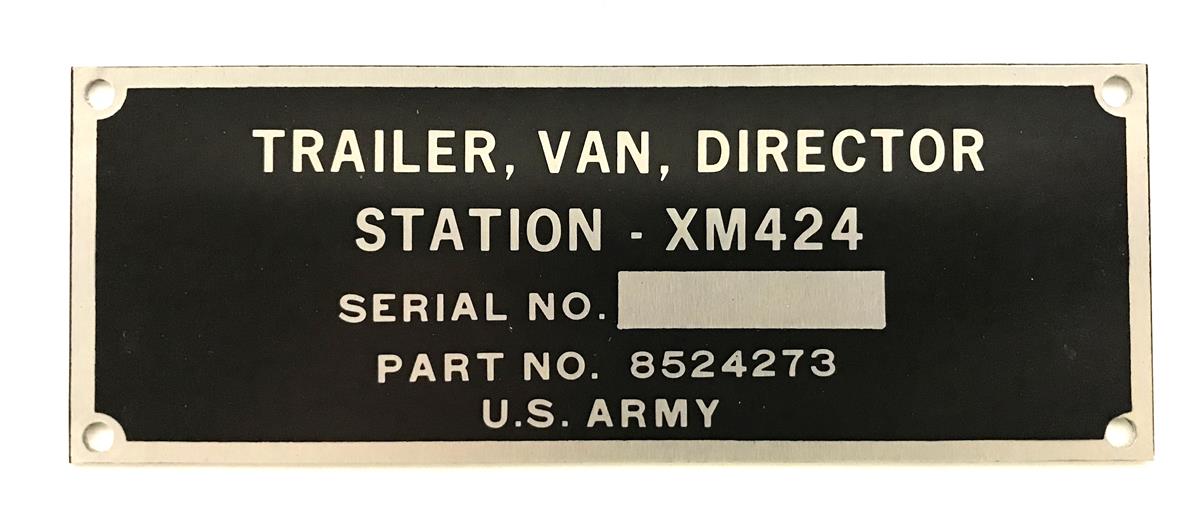 TRAILER, VAN, DIRECTOR
STATION - XM424
SERIAL NO.
PART NO. 8524273
U.S. ARMY